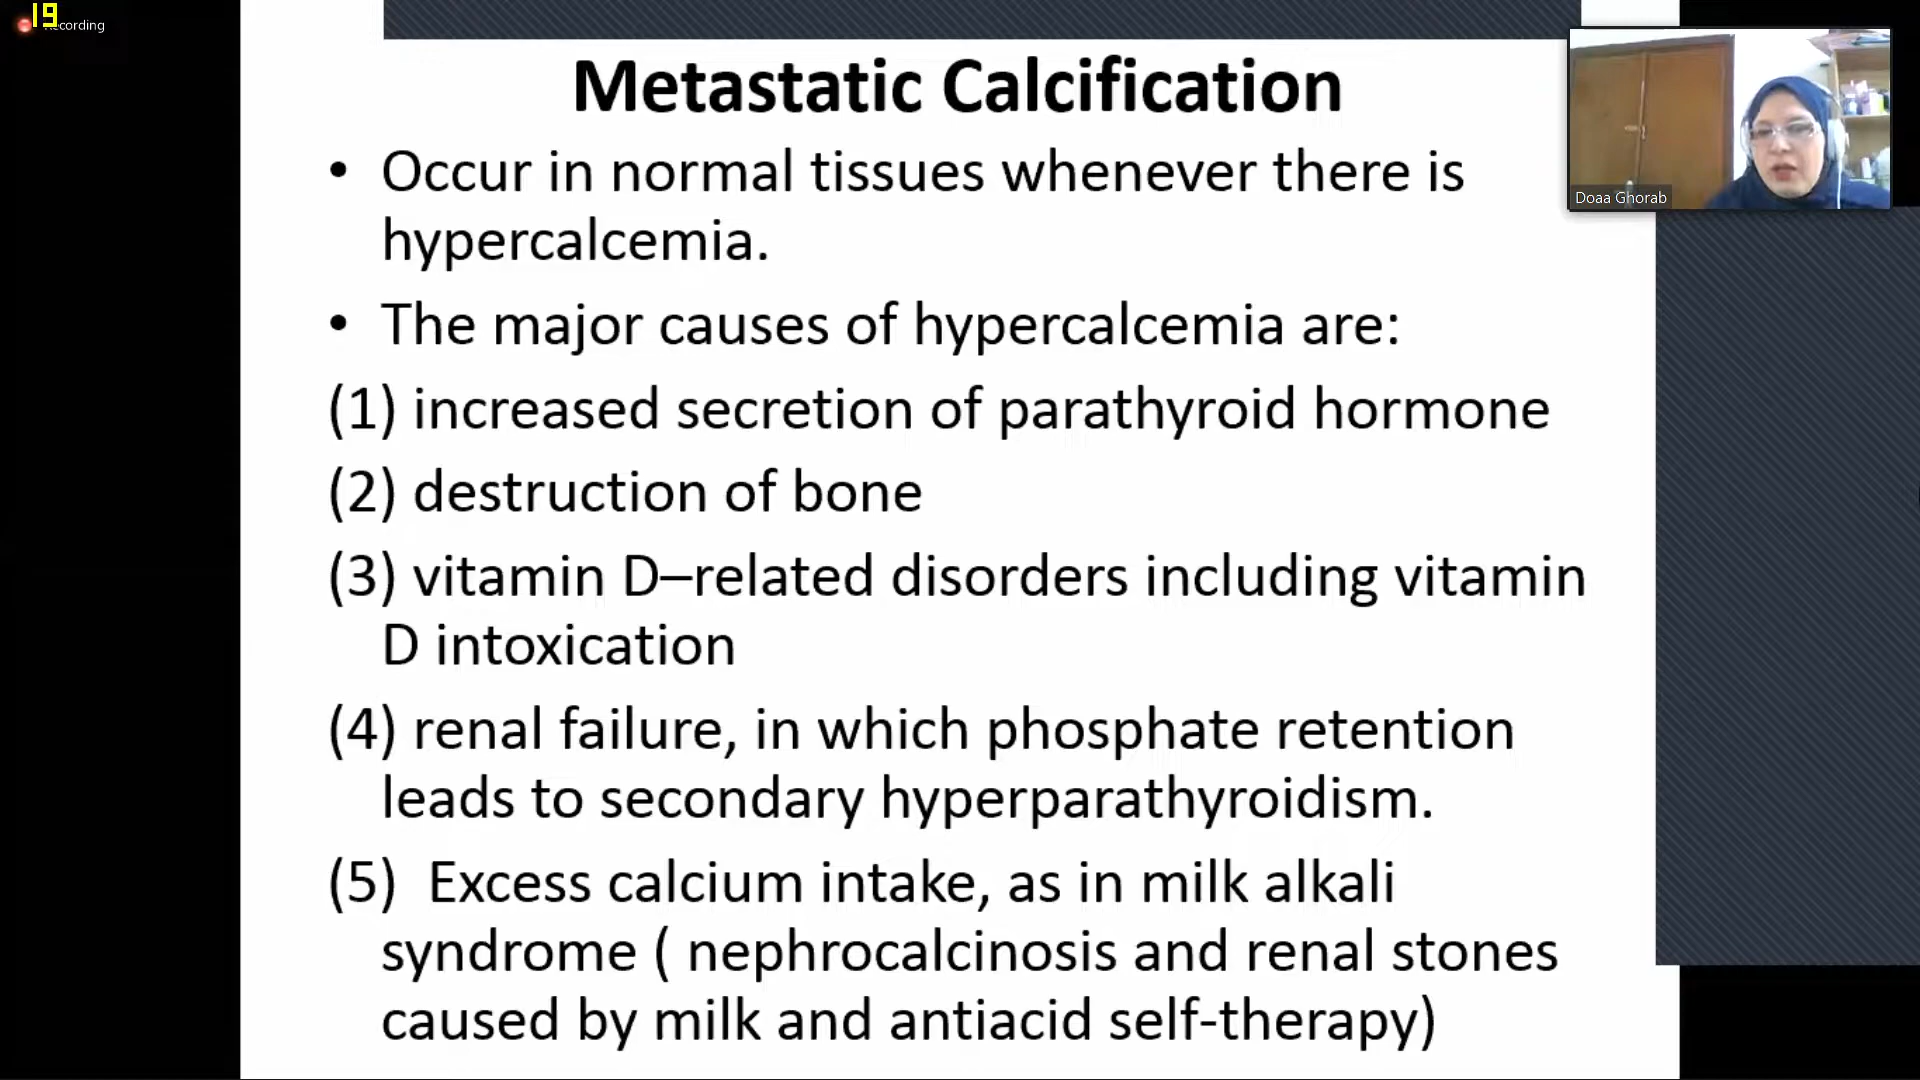 19
cording
Metastatic Calcification
• Occur in normal tissues whenever there is
hypercalcemia.
• The major causes of hypercalcemia are:
(1) increased secretion of parathyroid hormone
(2) destruction of bone
(3) vitamin D–related disorders including vitamin
D intoxication
(4) renal failure, in which phosphate retention
leads to secondary hyperparathyroidism.
(5) Excess calcium intake, as in milk alkali
syndrome ( nephrocalcinosis and renal stones
caused by milk and antiacid self-therapy)
Doaa Ghorab